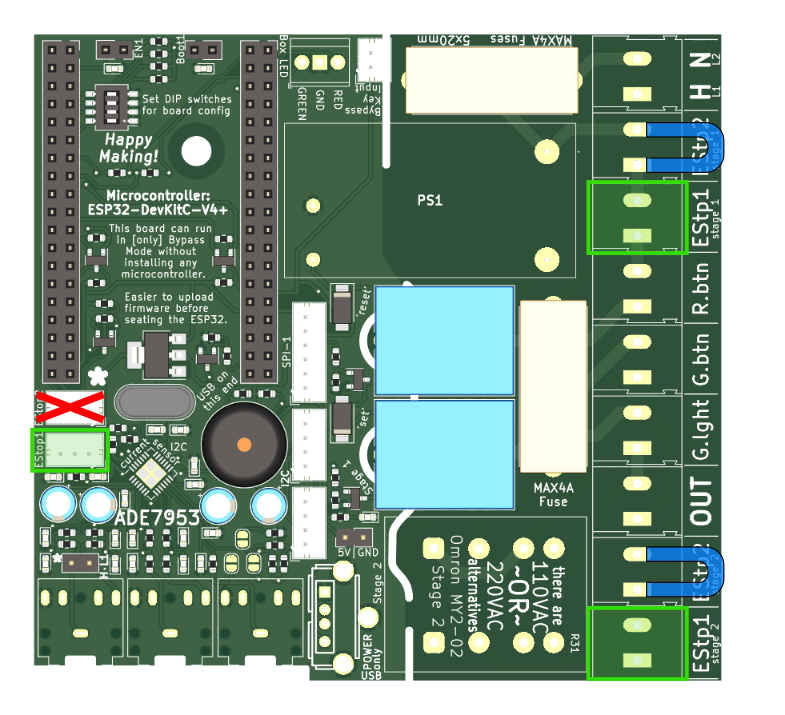 5x20mm
MAX4A Fuses
EN1
Boot1
Box LED
GREEN
GND
RED
Bypass
Key
Input
H N
L1
L2
Set DIP switches
for board config
Happy
Making!
Microcontroller:
ESP32-DevKitC-V4+
This board can run
in [only] Bypass
Mode without
installing any
microcontroller.
Easier to upload
firmware before
seating the ESP32.
PS1
EStp2
stage 1
EStp1
stage 1
R.btn
G.btn
G.lght
OUT
EStp2
stage 2
EStp1
stage 2
'reset'
'set'
SPI-1
USB on
this end
EStop1
current sensor
I2C
I2C
Stage 1
ADE7953
MAX4A
Fuse
5V|GND
H-L1
Stage 2
POWER
only
USB
Omron MY2-02
Stage 2
alternatives
220VAC
~OR~
110VAC
there are
R31